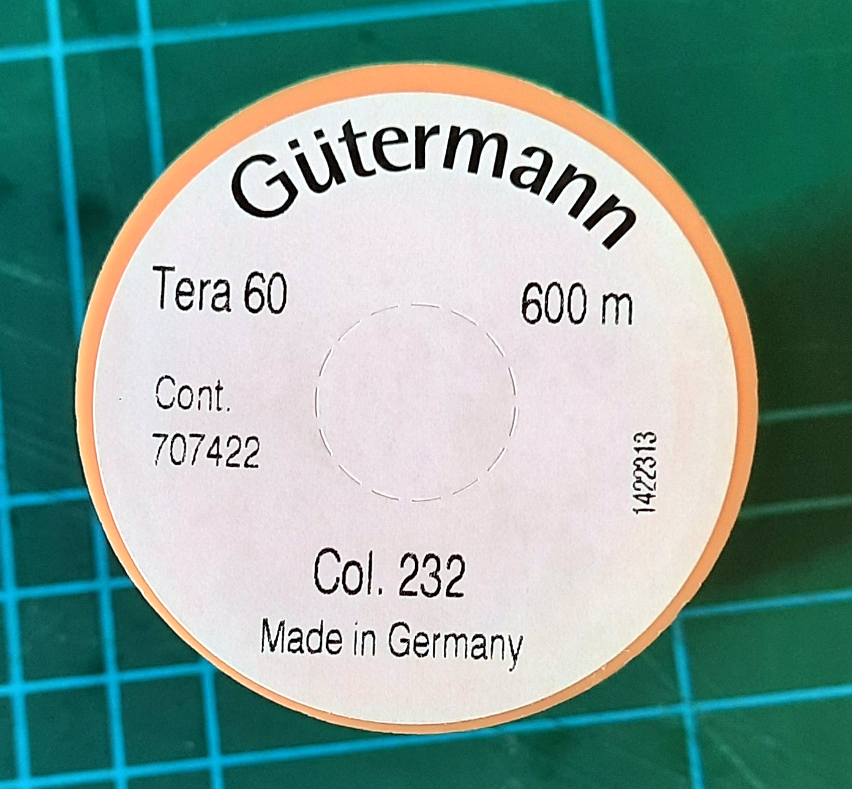 Gütermann
Tera 60
600 m
Cont.
707422
1422313
Col. 232
Made in Germany